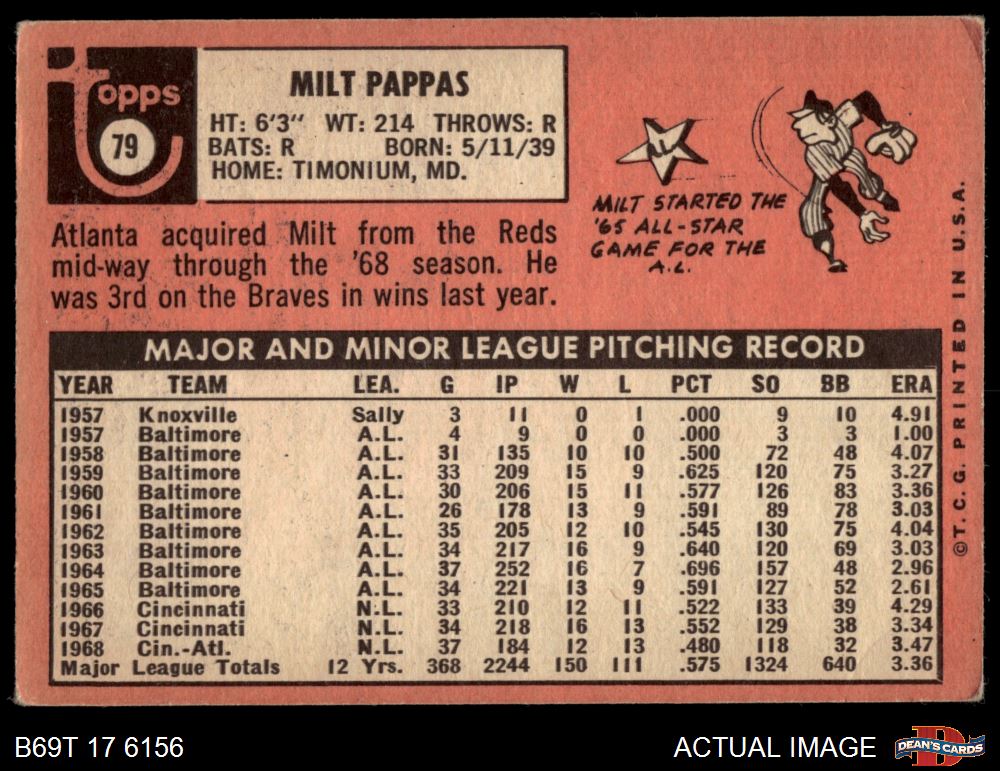 topps
79
MILT PAPPAS
HT: 6'3" WT: 214 THROWS: R
BATS: R BORN: 5/11/39
HOME: TIMONIUM, MD.
Atlanta acquired Milt from the Reds
mid-way through the '68 season. He
was 3rd on the Braves in wins last year.
MILT STARTED THE
'65 ALL-STAR
GAME FOR THE
A.L.
MAJOR AND MINOR LEAGUE PITCHING RECORD
YEAR TEAM LEA. G IP W L PCT SO BB ERA
1957 Knoxville Sally 3 11 0 1 .000 9 10 4.91
1957 Baltimore A.L. 4 9 0 0 .000 3 3 1.00
1958 Baltimore A.L. 31 135 10 10 .500 72 48 4.07
1959 Baltimore A.L. 33 209 15 9 .625 120 75 3.27
1960 Baltimore A.L. 30 206 15 11 .577 126 83 3.36
1961 Baltimore A.L. 26 178 13 9 .591 89 78 3.03
1962 Baltimore A.L. 35 205 12 10 .545 130 75 4.04
1963 Baltimore A.L. 34 217 16 9 .640 120 69 3.03
1964 Baltimore A.L. 37 252 16 7 .696 157 48 2.96
1965 Baltimore A.L. 34 221 13 9 .591 127 52 2.61
1966 Cincinnati N.L. 33 210 12 11 .522 133 39 4.29
1967 Cincinnati N.L. 34 218 16 13 .552 129 38 3.34
1968 Cin.-Atl. N.L. 37 184 12 13 .480 118 32 3.47
Major League Totals 12 Yrs. 368 2244 150 111 .575 1324 640 3.36
©T.C.G. PRINTED IN U.S.A.
B69T 17 6156
ACTUAL IMAGE
DEAN'S CARDS